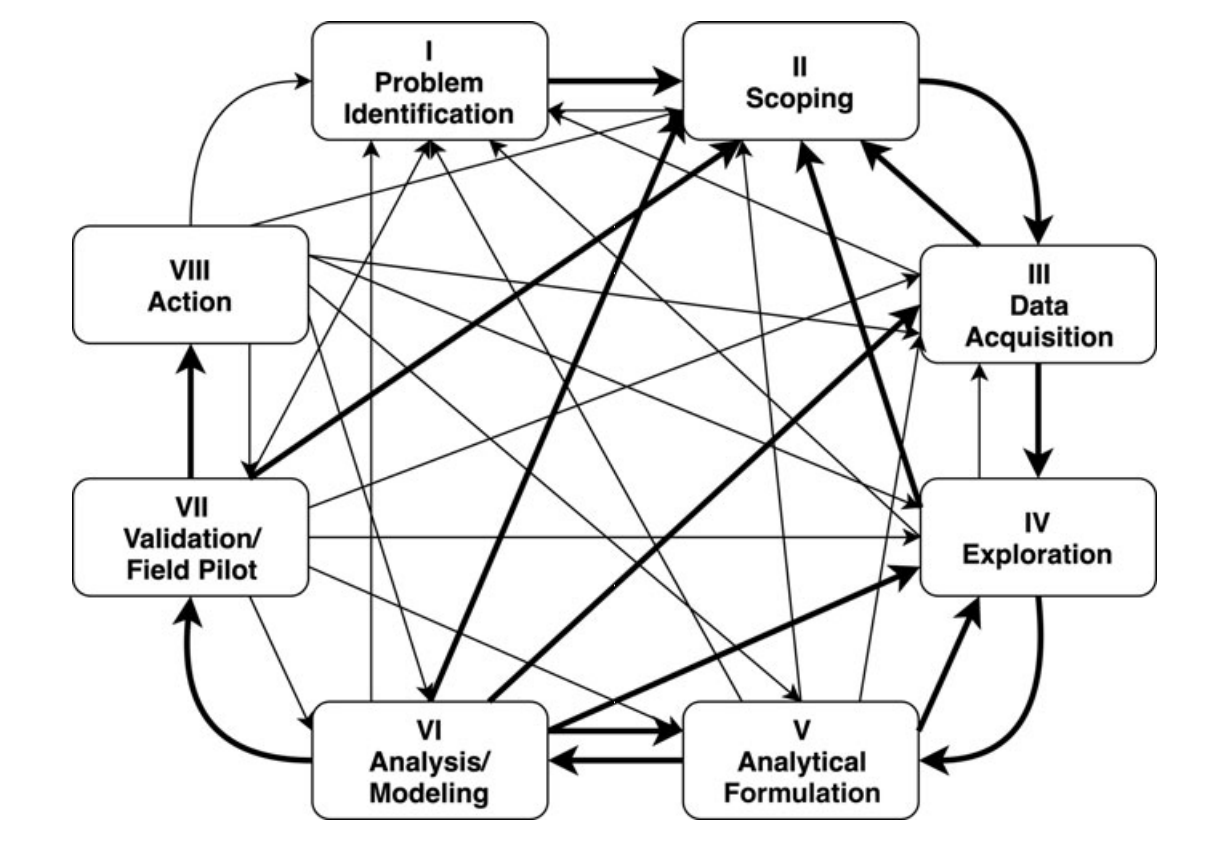 I
Problem
Identification
II
Scoping
III
Data
Acquisition
IV
Exploration
V
Analytical
Formulation
VI
Analysis/
Modeling
VII
Validation/
Field Pilot
VIII
Action